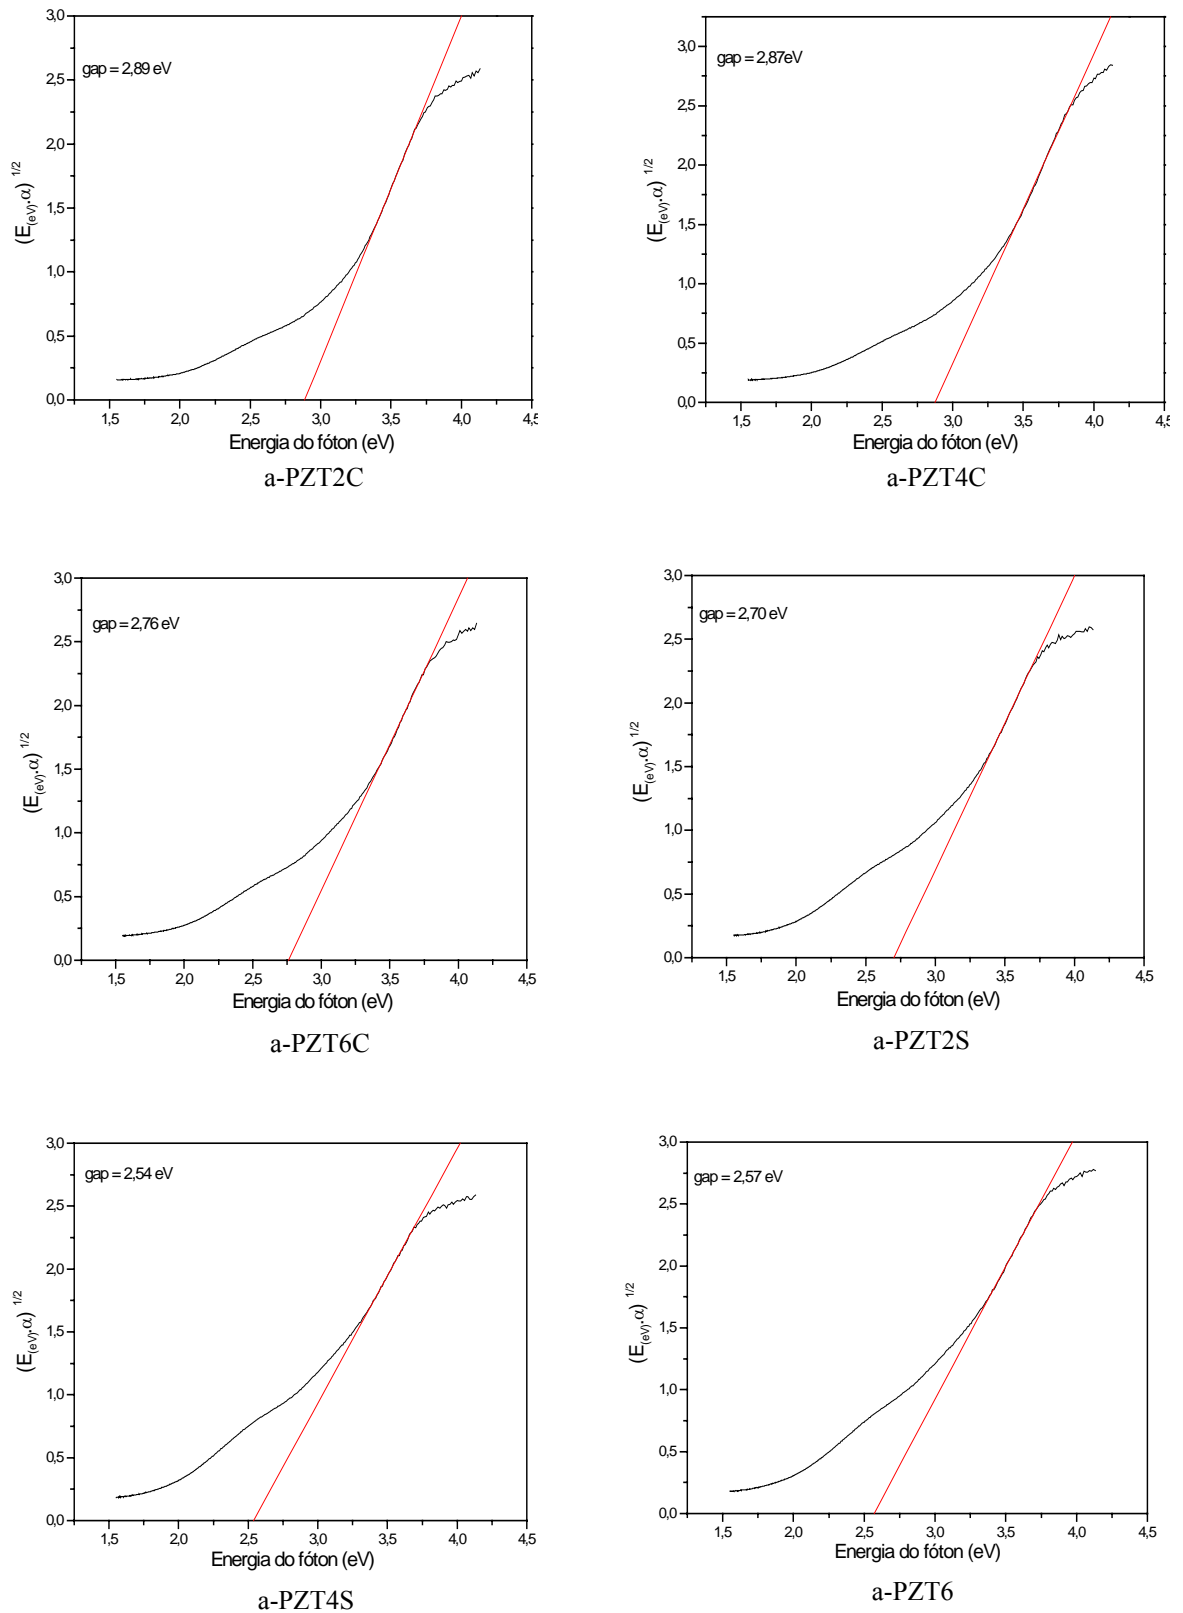 3,0
2,5
2,0
1,5
1,0
0,5
0,0
gap = 2,89 eV
(E(eV).α) 1/2
1,5 2,0 2,5 3,0 3,5 4,0 4,5
Energia do fóton (eV)
a-PZT2C
3,0
2,5
2,0
1,5
1,0
0,5
0,0
gap = 2,87eV
(E(eV).α) 1/2
1,5 2,0 2,5 3,0 3,5 4,0 4,5
Energia do fóton (eV)
a-PZT4C
3,0
2,5
2,0
1,5
1,0
0,5
0,0
gap = 2,76 eV
(E(eV).α) 1/2
1,5 2,0 2,5 3,0 3,5 4,0 4,5
Energia do fóton (eV)
a-PZT6C
3,0
2,5
2,0
1,5
1,0
0,5
0,0
gap = 2,70 eV
(E(eV).α) 1/2
1,5 2,0 2,5 3,0 3,5 4,0 4,5
Energia do fóton (eV)
a-PZT2S
3,0
2,5
2,0
1,5
1,0
0,5
0,0
gap = 2,54 eV
(E(eV).α) 1/2
1,5 2,0 2,5 3,0 3,5 4,0 4,5
Energia do fóton (eV)
a-PZT4S
3,0
2,5
2,0
1,5
1,0
0,5
0,0
gap = 2,57 eV
(E(eV).α) 1/2
1,5 2,0 2,5 3,0 3,5 4,0 4,5
Energia do fóton (eV)
a-PZT6